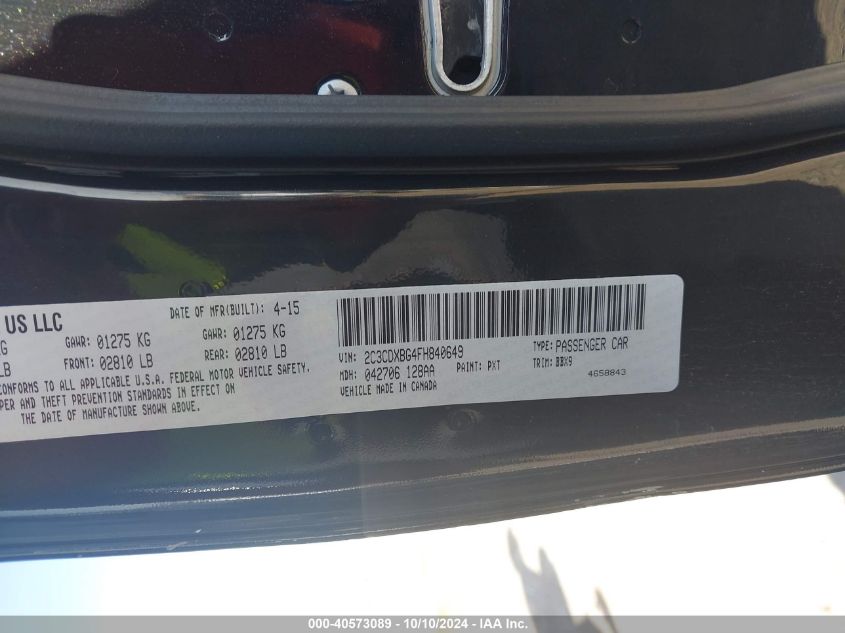 US LLC
DATE OF MFR(BUILT): 4-15
KG GAWR: 01275 KG GAWR: 01275 KG
LB FRONT: 02810 LB REAR: 02810 LB
CONFORMS TO ALL APPLICABLE U.S.A. FEDERAL MOTOR VEHICLE SAFETY,
PER AND THEFT PREVENTION STANDARDS IN EFFECT
THE DATE OF MANUFACTURE SHOWN ABOVE.
VIN: 2C3CDXBG4FH840649 TYPE: PASSENGER CAR
MDH: 042706 128AA PAINT: PXT TRIM: BBX9
VEHICLE MADE IN CANADA 4658843
000-40573089 - 10/10/2024 - IAA Inc.